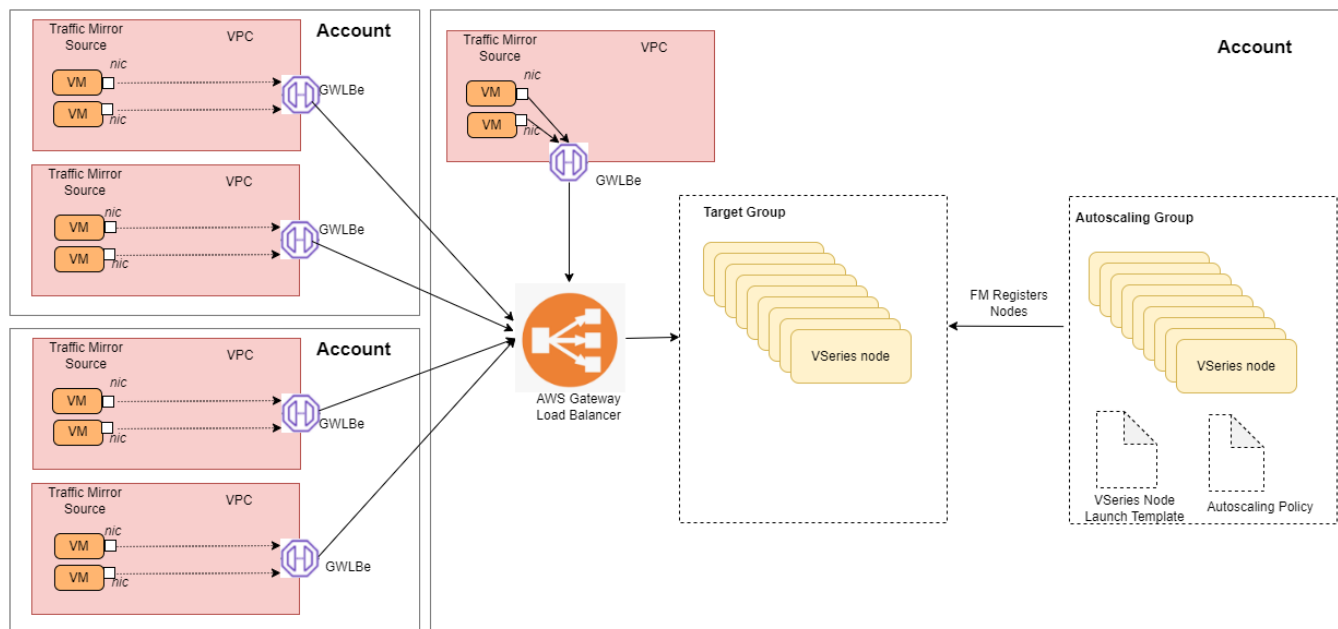 Traffic Mirror
Source
VPC
Account
nic
VM
GWLBe
VM
nic
Traffic Mirror
Source
VPC
nic
VM
GWLBe
VM
nic
Traffic Mirror
Source
VPC
Account
nic
VM
VM
GWLBe
nic
Traffic Mirror
Source
VPC
nic
VM
GWLBe
VM
nic
Traffic Mirror
Source
VPC
Account
nic
VM
VM
nic
GWLBe
AWS Gateway
Load Balancer
Target Group
VSeries node
FM Registers
Nodes
Autoscaling Group
VSeries node
VSeries Node
Launch Template
Autoscaling Policy